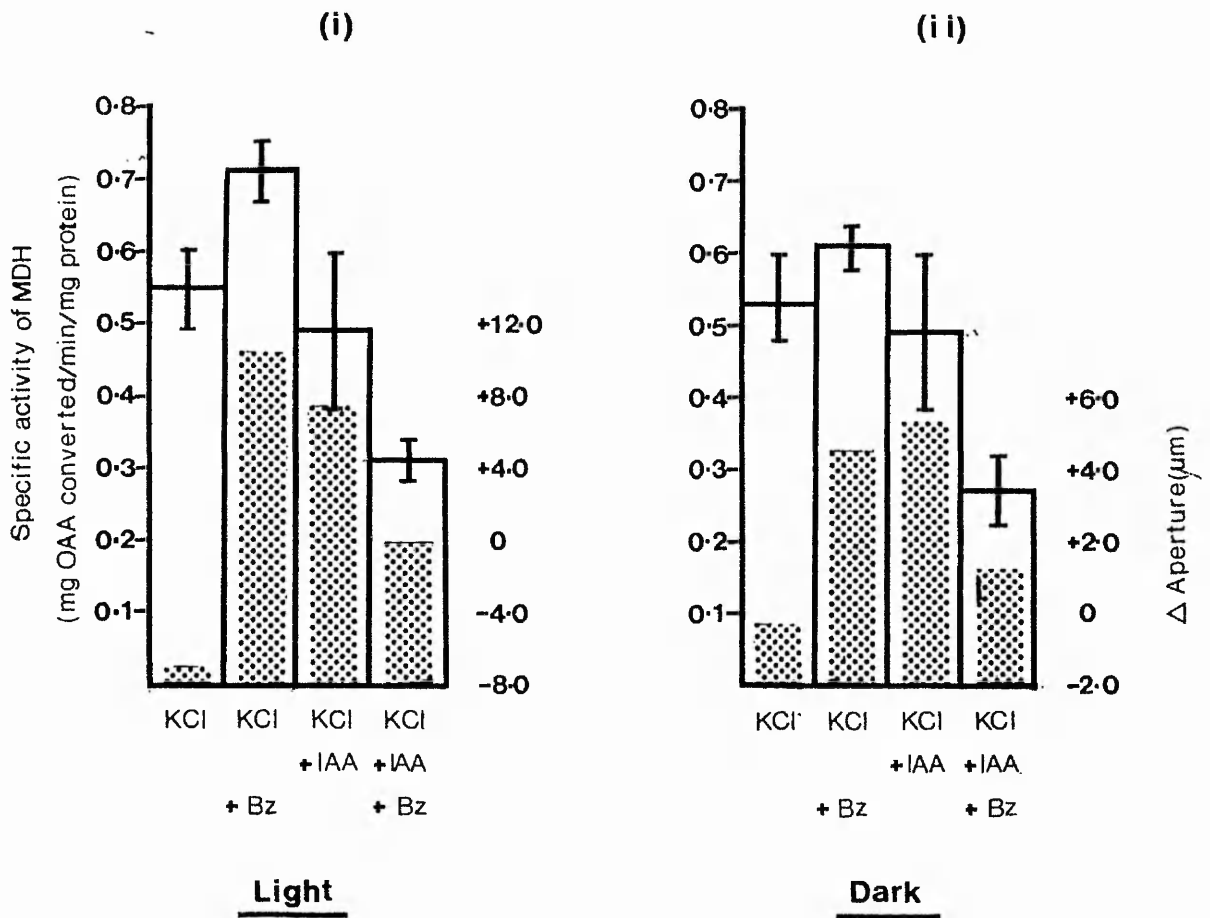 (i)
Specific activity of MDH
(mg OAA converted/min/mg protein)
0·8
0·7
0·6
0·5
0·4
0·3
0·2
0·1
+12·0
+8·0
+4·0
0
-4·0
-8·0
KCl KCl KCl KCl
+IAA +IAA
+ Bz + Bz
Light
(ii)
0·8
0·7
0·6
0·5
0·4
0·3
0·2
0·1
+6·0
+4·0
+2·0
0
-2·0
Δ Aperture(μm)
KCl KCl KCl KCl
+IAA +IAA
+ Bz + Bz
Dark